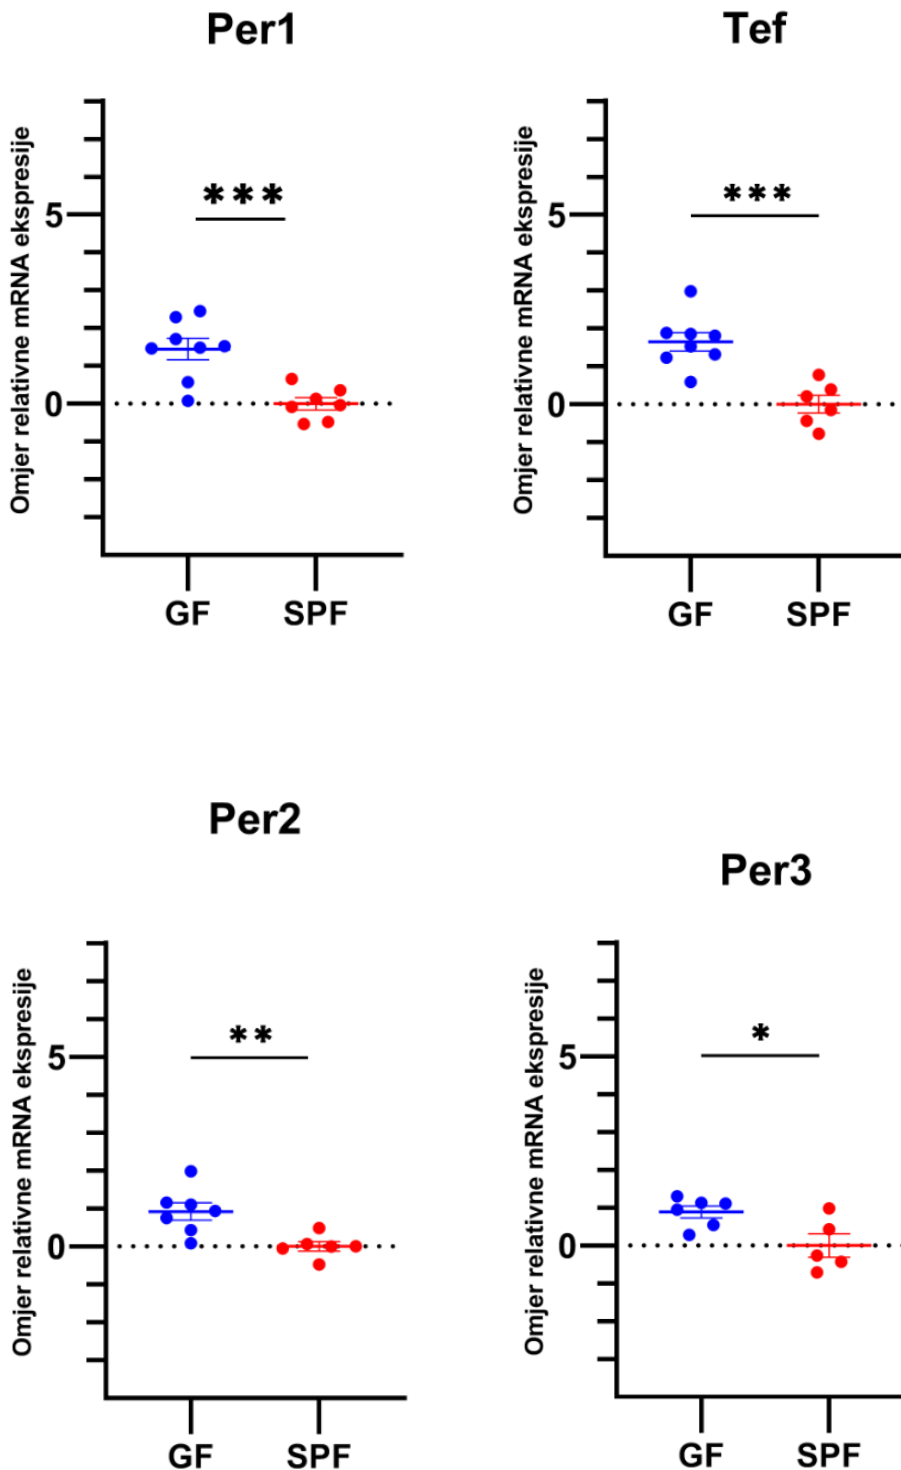 Per1
Omjer relativne mRNA ekspresije
5
0
***
GF
SPF
Tef
Omjer relativne mRNA ekspresije
5
0
***
GF
SPF
Per2
Omjer relativne mRNA ekspresije
5
0
**
GF
SPF
Per3
Omjer relativne mRNA ekspresije
5
0
*
GF
SPF